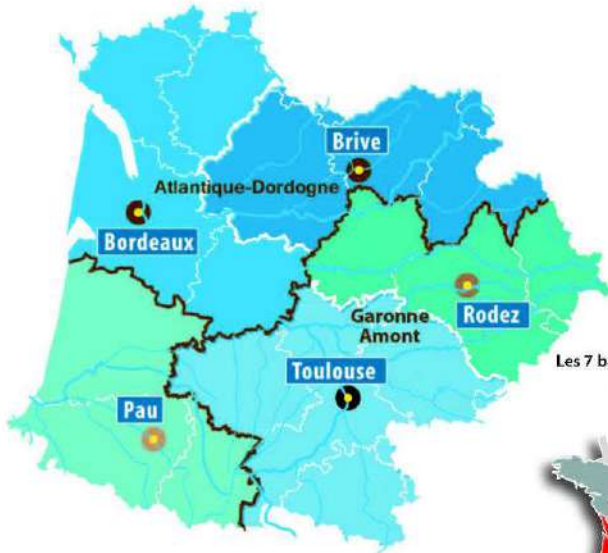 Brive
Atlantique-Dordogne
Bordeaux
Rodez
Garonne
Amont
Toulouse
Les 7 b
Pau